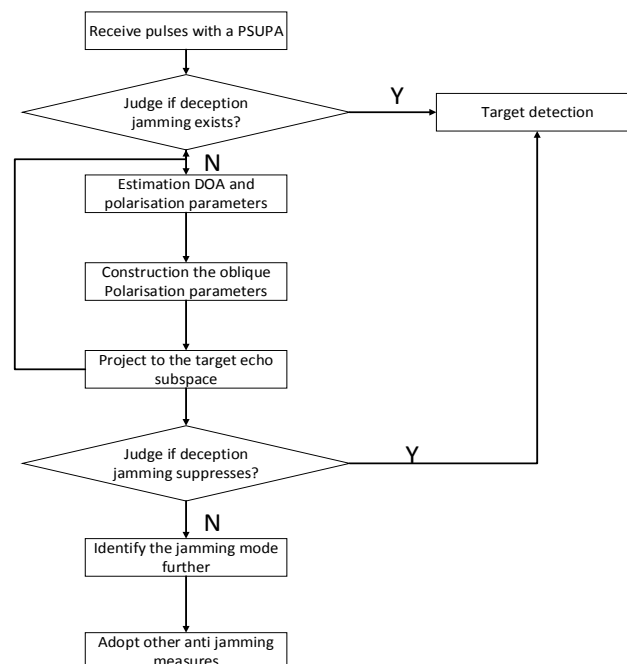 Receive pulses with a PSUPA
Judge if deception
jamming exists?
Y
Target detection
N
Estimation DOA and
polarisation parameters
Construction the oblique
Polarisation parameters
Project to the target echo
subspace
Judge if deception
jamming suppresses?
Y
N
Identify the jamming mode
further
Adopt other anti jamming
measures